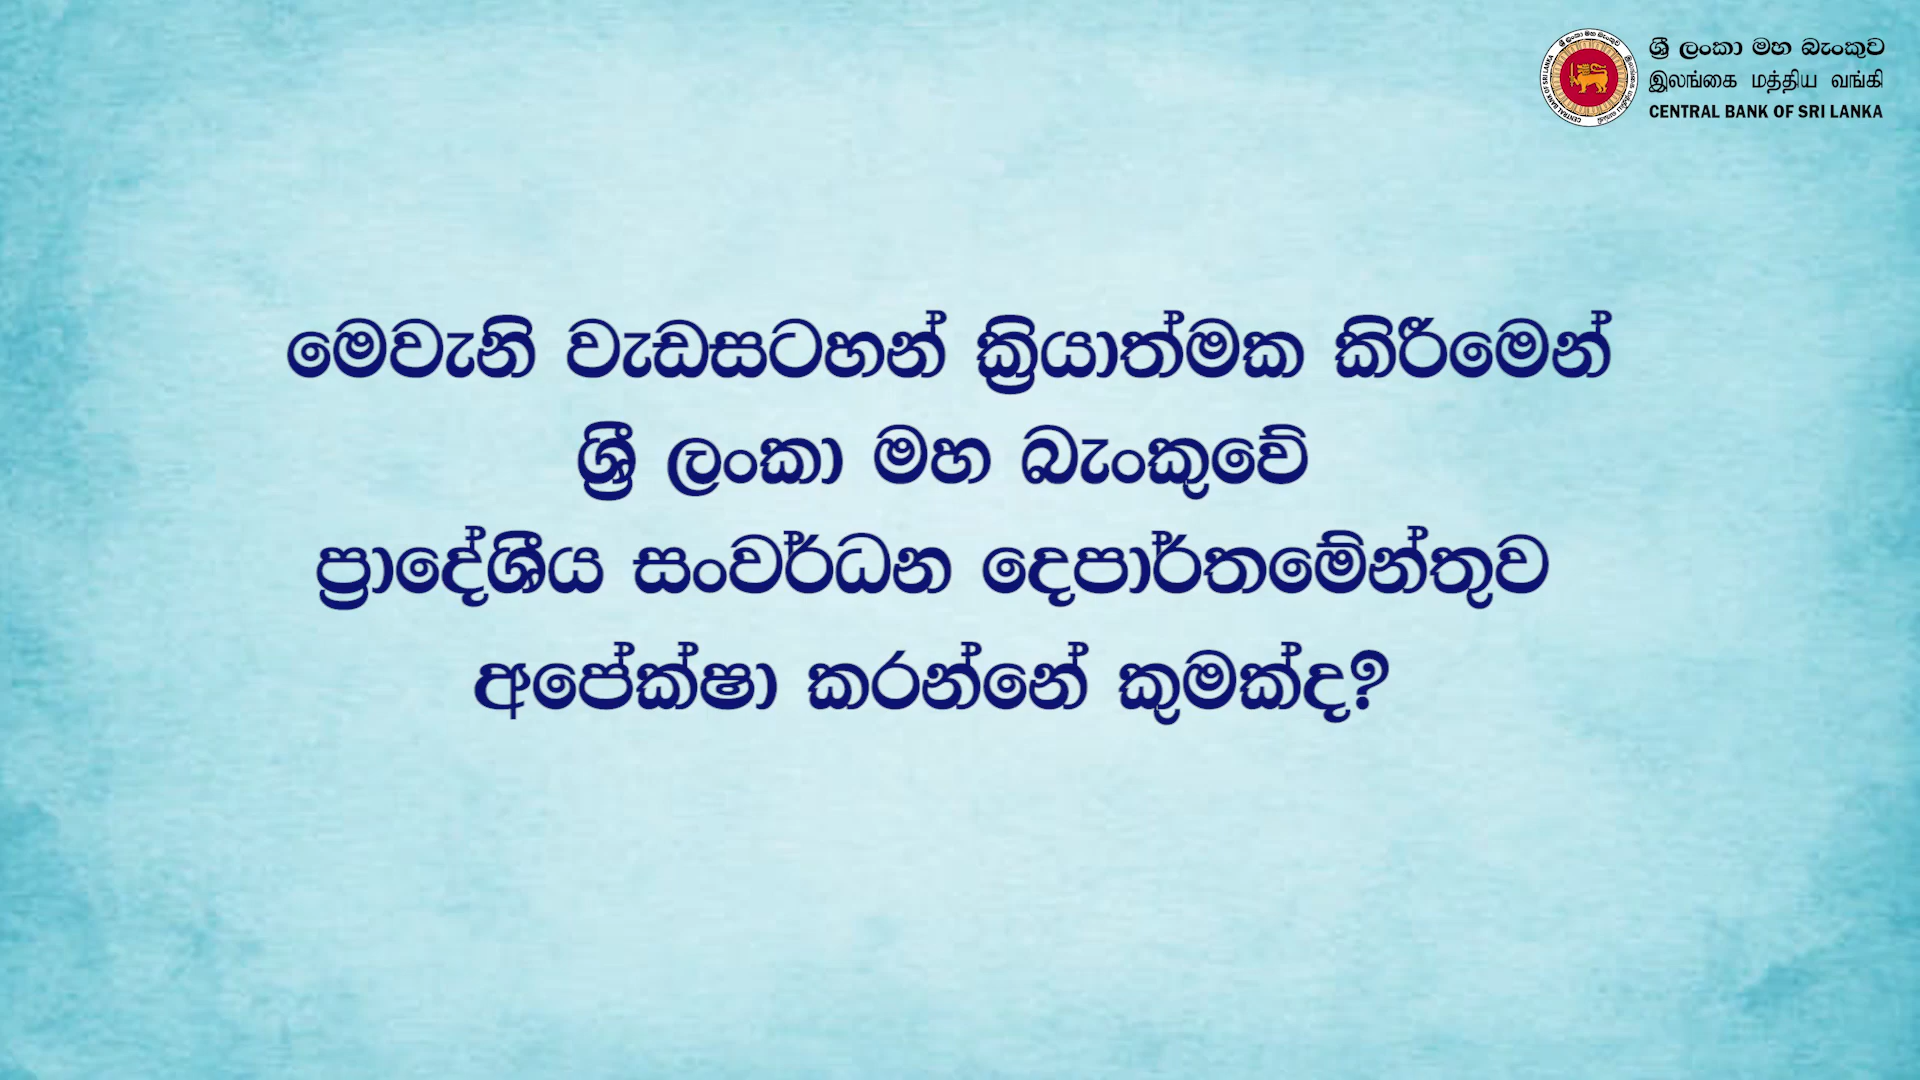 ශ්‍රී ලංකා මහ බැංකුව
இலங்கை மத்திய வங்கி
CENTRAL BANK OF SRI LANKA
මෙවැනි වැඩසටහන් ක්‍රියාත්මක කිරීමෙන්
ශ්‍රී ලංකා මහ බැංකුවේ
ප්‍රාදේශීය සංවර්ධන දෙපාර්තමේන්තුව
අපේක්ෂා කරන්නේ කුමක්ද?